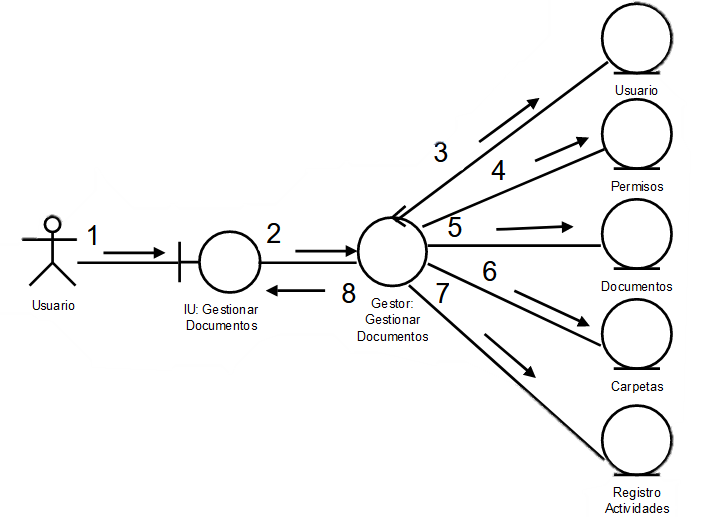 Usuario
3
4
Permisos
1
2
5
Usuario
IU: Gestionar
Documentos
8
Gestor:
Gestionar
Documentos
7
6
Documentos
Carpetas
Registro
Actividades